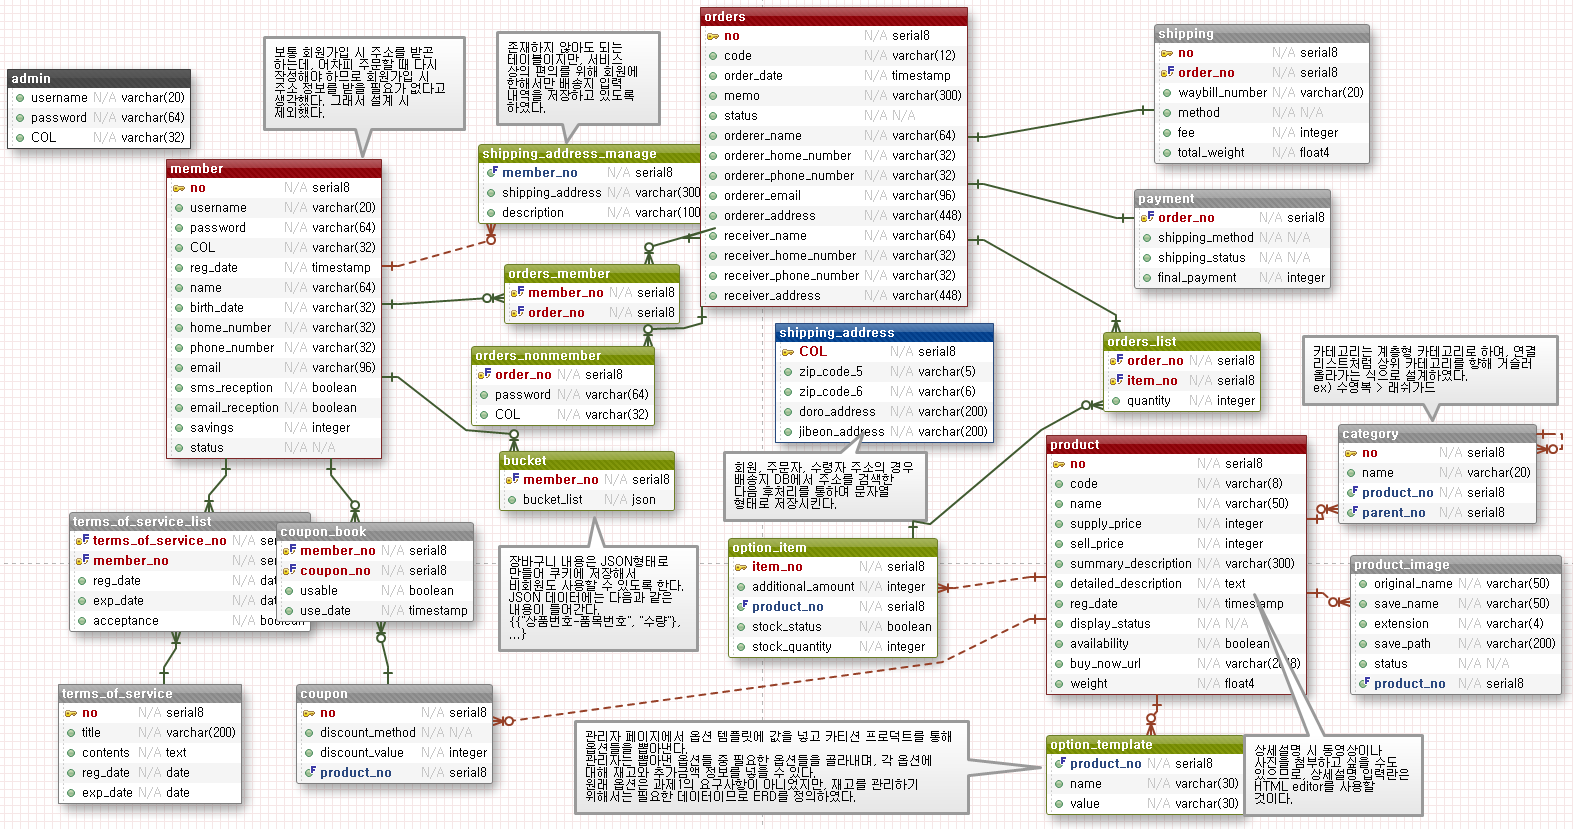 admin
username N/A varchar(20)
password N/A varchar(64)
COL N/A varchar(32)
보통 회원가입 시 주소를 받곤
하는데, 어차피 주문할 때 다시
작성해야 하므로 회원가입 시
주소 정보를 받을 필요가 없다고
생각했다. 그래서 설계 시
제외했다.
존재하지 않아도 되는
테이블이지만, 서비스
상의 편의를 위해 회원에
한해서만 배송지 입력
내역을 저장하고 있도록
하였다.
member
no N/A serial8
username N/A varchar(20)
password N/A varchar(64)
COL N/A varchar(32)
reg_date N/A timestamp
name N/A varchar(64)
birth_date N/A varchar(32)
home_number N/A varchar(32)
phone_number N/A varchar(32)
email N/A varchar(96)
sms_reception N/A boolean
email_reception N/A boolean
savings N/A integer
status N/A N/A
shipping_address_manage
member_no N/A serial8
shipping_address N/A varchar(300
description N/A varchar(100
orders
no N/A serial8
code N/A varchar(12)
order_date N/A timestamp
memo N/A varchar(300)
status N/A N/A
orderer_name N/A varchar(64)
orderer_home_number N/A varchar(32)
orderer_phone_number N/A varchar(32)
orderer_email N/A varchar(96)
orderer_address N/A varchar(448)
receiver_name N/A varchar(64)
receiver_home_number N/A varchar(32)
receiver_phone_number N/A varchar(32)
receiver_address N/A varchar(448)
shipping
no N/A serial8
order_no N/A serial8
waybill_number N/A varchar(20)
method N/A N/A
fee N/A integer
total_weight N/A float4
payment
order_no N/A serial8
shipping_method N/A N/A
shipping_status N/A N/A
final_payment N/A integer
orders_member
member_no N/A serial8
order_no N/A serial8
orders_nonmember
order_no N/A serial8
password N/A varchar(64)
COL N/A varchar(32)
shipping_address
COL N/A serial8
zip_code_5 N/A varchar(5)
zip_code_6 N/A varchar(6)
doro_address N/A varchar(200)
jibeon_address N/A varchar(200)
orders_list
order_no N/A serial8
item_no N/A serial8
quantity N/A integer
카테고리는 계층형 카테고리로 하며, 연결
리스트처럼 상위 카테고리를 향해 거슬러
올라가는 식으로 설계하였다.
ex) 수영복 > 래쉬가드
회원, 주문자, 수령자 주소의 경우
배송지 DB에서 주소를 검색한
다음 후처리를 통하며 문자열
형태로 저장시킨다.
bucket
member_no N/A serial8
bucket_list N/A json
장바구니 내용은 JSON형태로
만들어 쿠키에 저장해서
비회원도 사용할 수 있도록 한다.
JSON 데이터에는 다음과 같은
내용이 들어간다.
{{"상품번호-품목번호", "수량"},
...}
category
no N/A serial8
name N/A varchar(20)
product_no N/A serial8
parent_no N/A serial8
product
no N/A serial8
code N/A varchar(8)
name N/A varchar(50)
supply_price N/A integer
sell_price N/A integer
summary_description N/A varchar(300)
detailed_description N/A text
reg_date N/A timestamp
display_status N/A N/A
availability N/A boolean
buy_now_url N/A
weight N/A float4
terms_of_service_list
terms_of_service_no N/A se
member_no N/A se
reg_date N/A dat
exp_date N/A dat
acceptance N/A
coupon_book
member_no N/A serial8
coupon_no N/A serial8
usable N/A boolean
use_date N/A timestamp
option_item
item_no N/A serial8
additional_amount N/A integer
product_no N/A serial8
stock_status N/A boolean
stock_quantity N/A integer
product_image
original_name N/A varchar(50)
save_name N/A varchar(50)
extension N/A varchar(4)
save_path N/A varchar(200)
status N/A N/A
product_no N/A serial8
terms_of_service
no N/A serial8
title N/A varchar(200)
contents N/A text
reg_date N/A date
exp_date N/A date
coupon
no N/A serial8
discount_method N/A N/A
discount_value N/A integer
product_no N/A serial8
관리자 페이지에서 옵션 템플릿에 값을 넣고 카티션 프로덕트를 통해
옵션들을 뽑아낸다.
관리자는 뽑아낸 옵션들 중 필요한 옵션들을 골라내며, 각 옵션에
대해 재고와 추가금액 정보를 넣을 수 있다.
원래 옵션은 과제1의 요구사항이 아니었지만, 재고를 관리하기
위해서는 필요한 데이터이므로 ERD를 정의하였다.
option_template
product_no N/A serial8
name N/A varchar(30)
value N/A varchar(30)
상세설명 시 동영상이나
사진을 첨부하고 싶을 수도
있으므로, 상세설명 입력란은
HTML editor를 사용할
것이다.